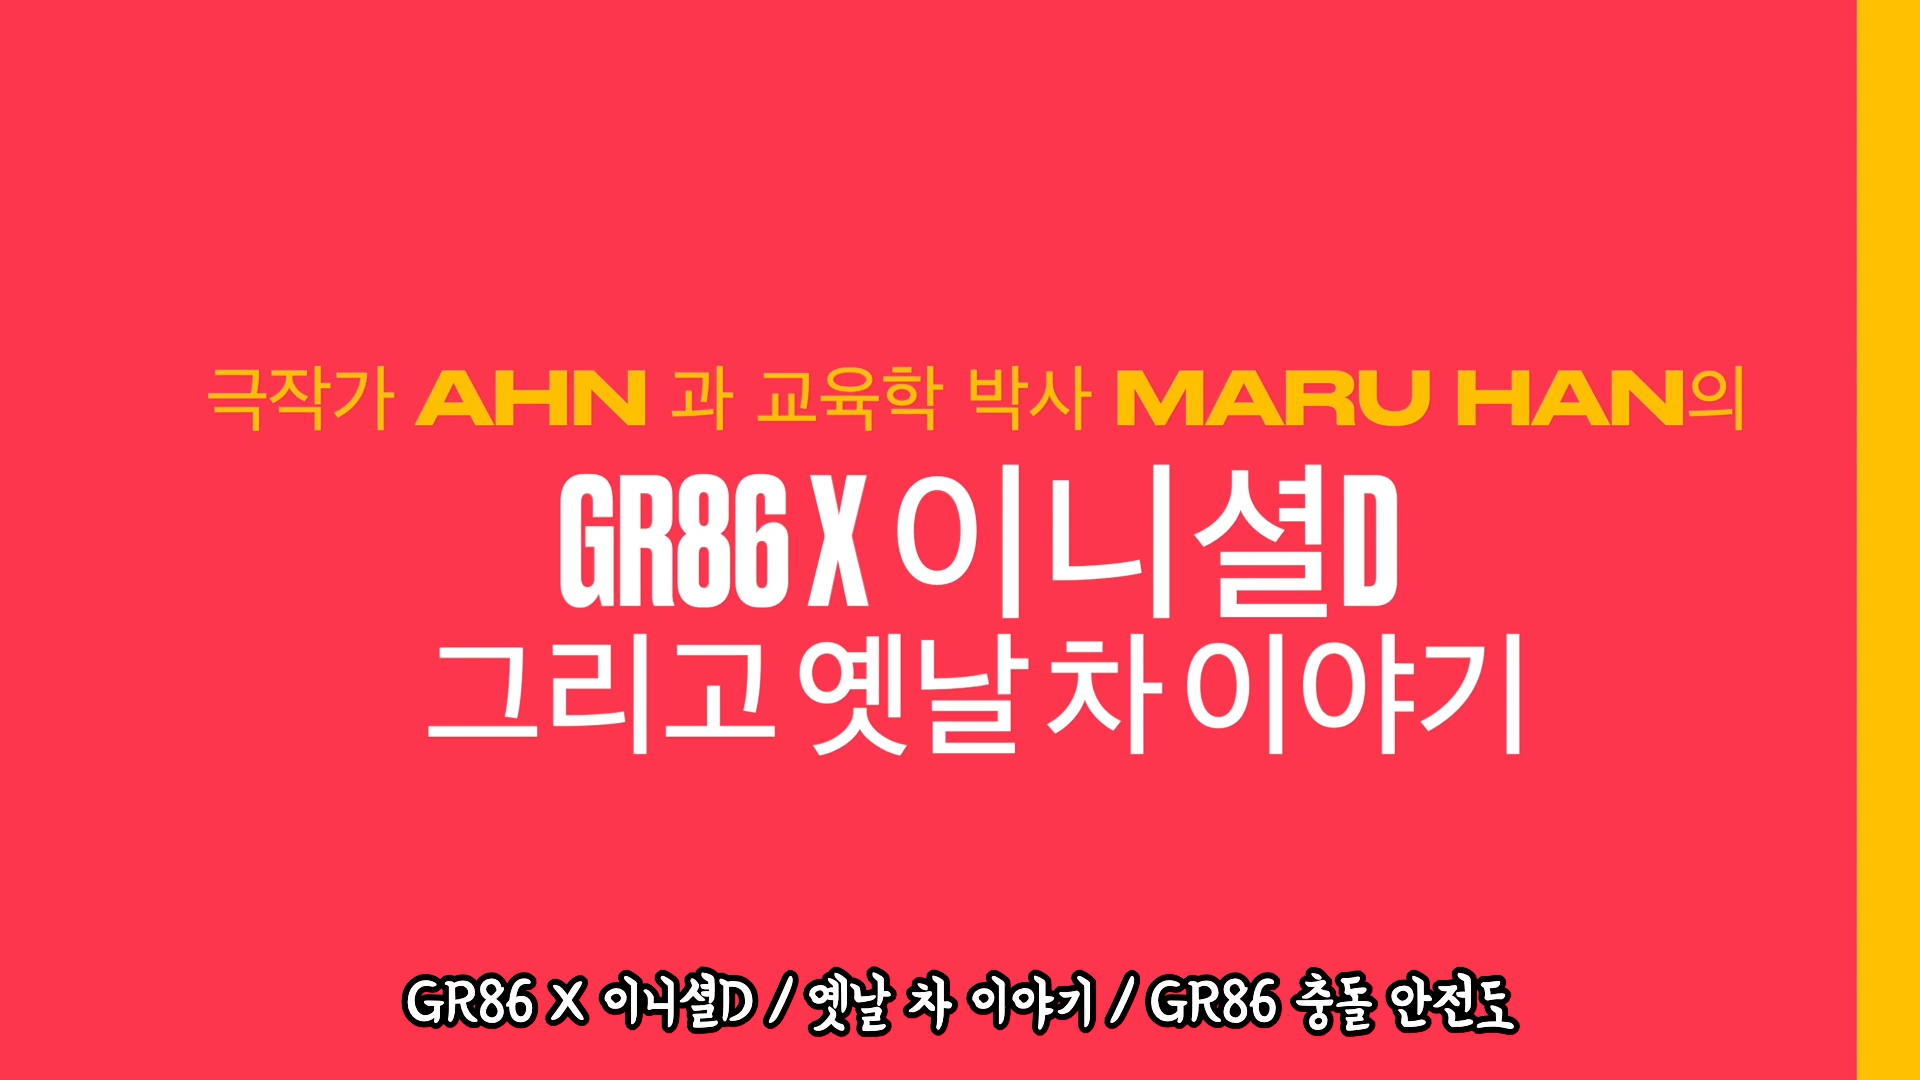 극작가 AHN 과 교육학 박사 MARU HAN의
GR86 X 이니셜D
그리고 옛날 차 이야기
GR86 X 이니셜D / 옛날 차 이야기 / GR86 충돌 안전도